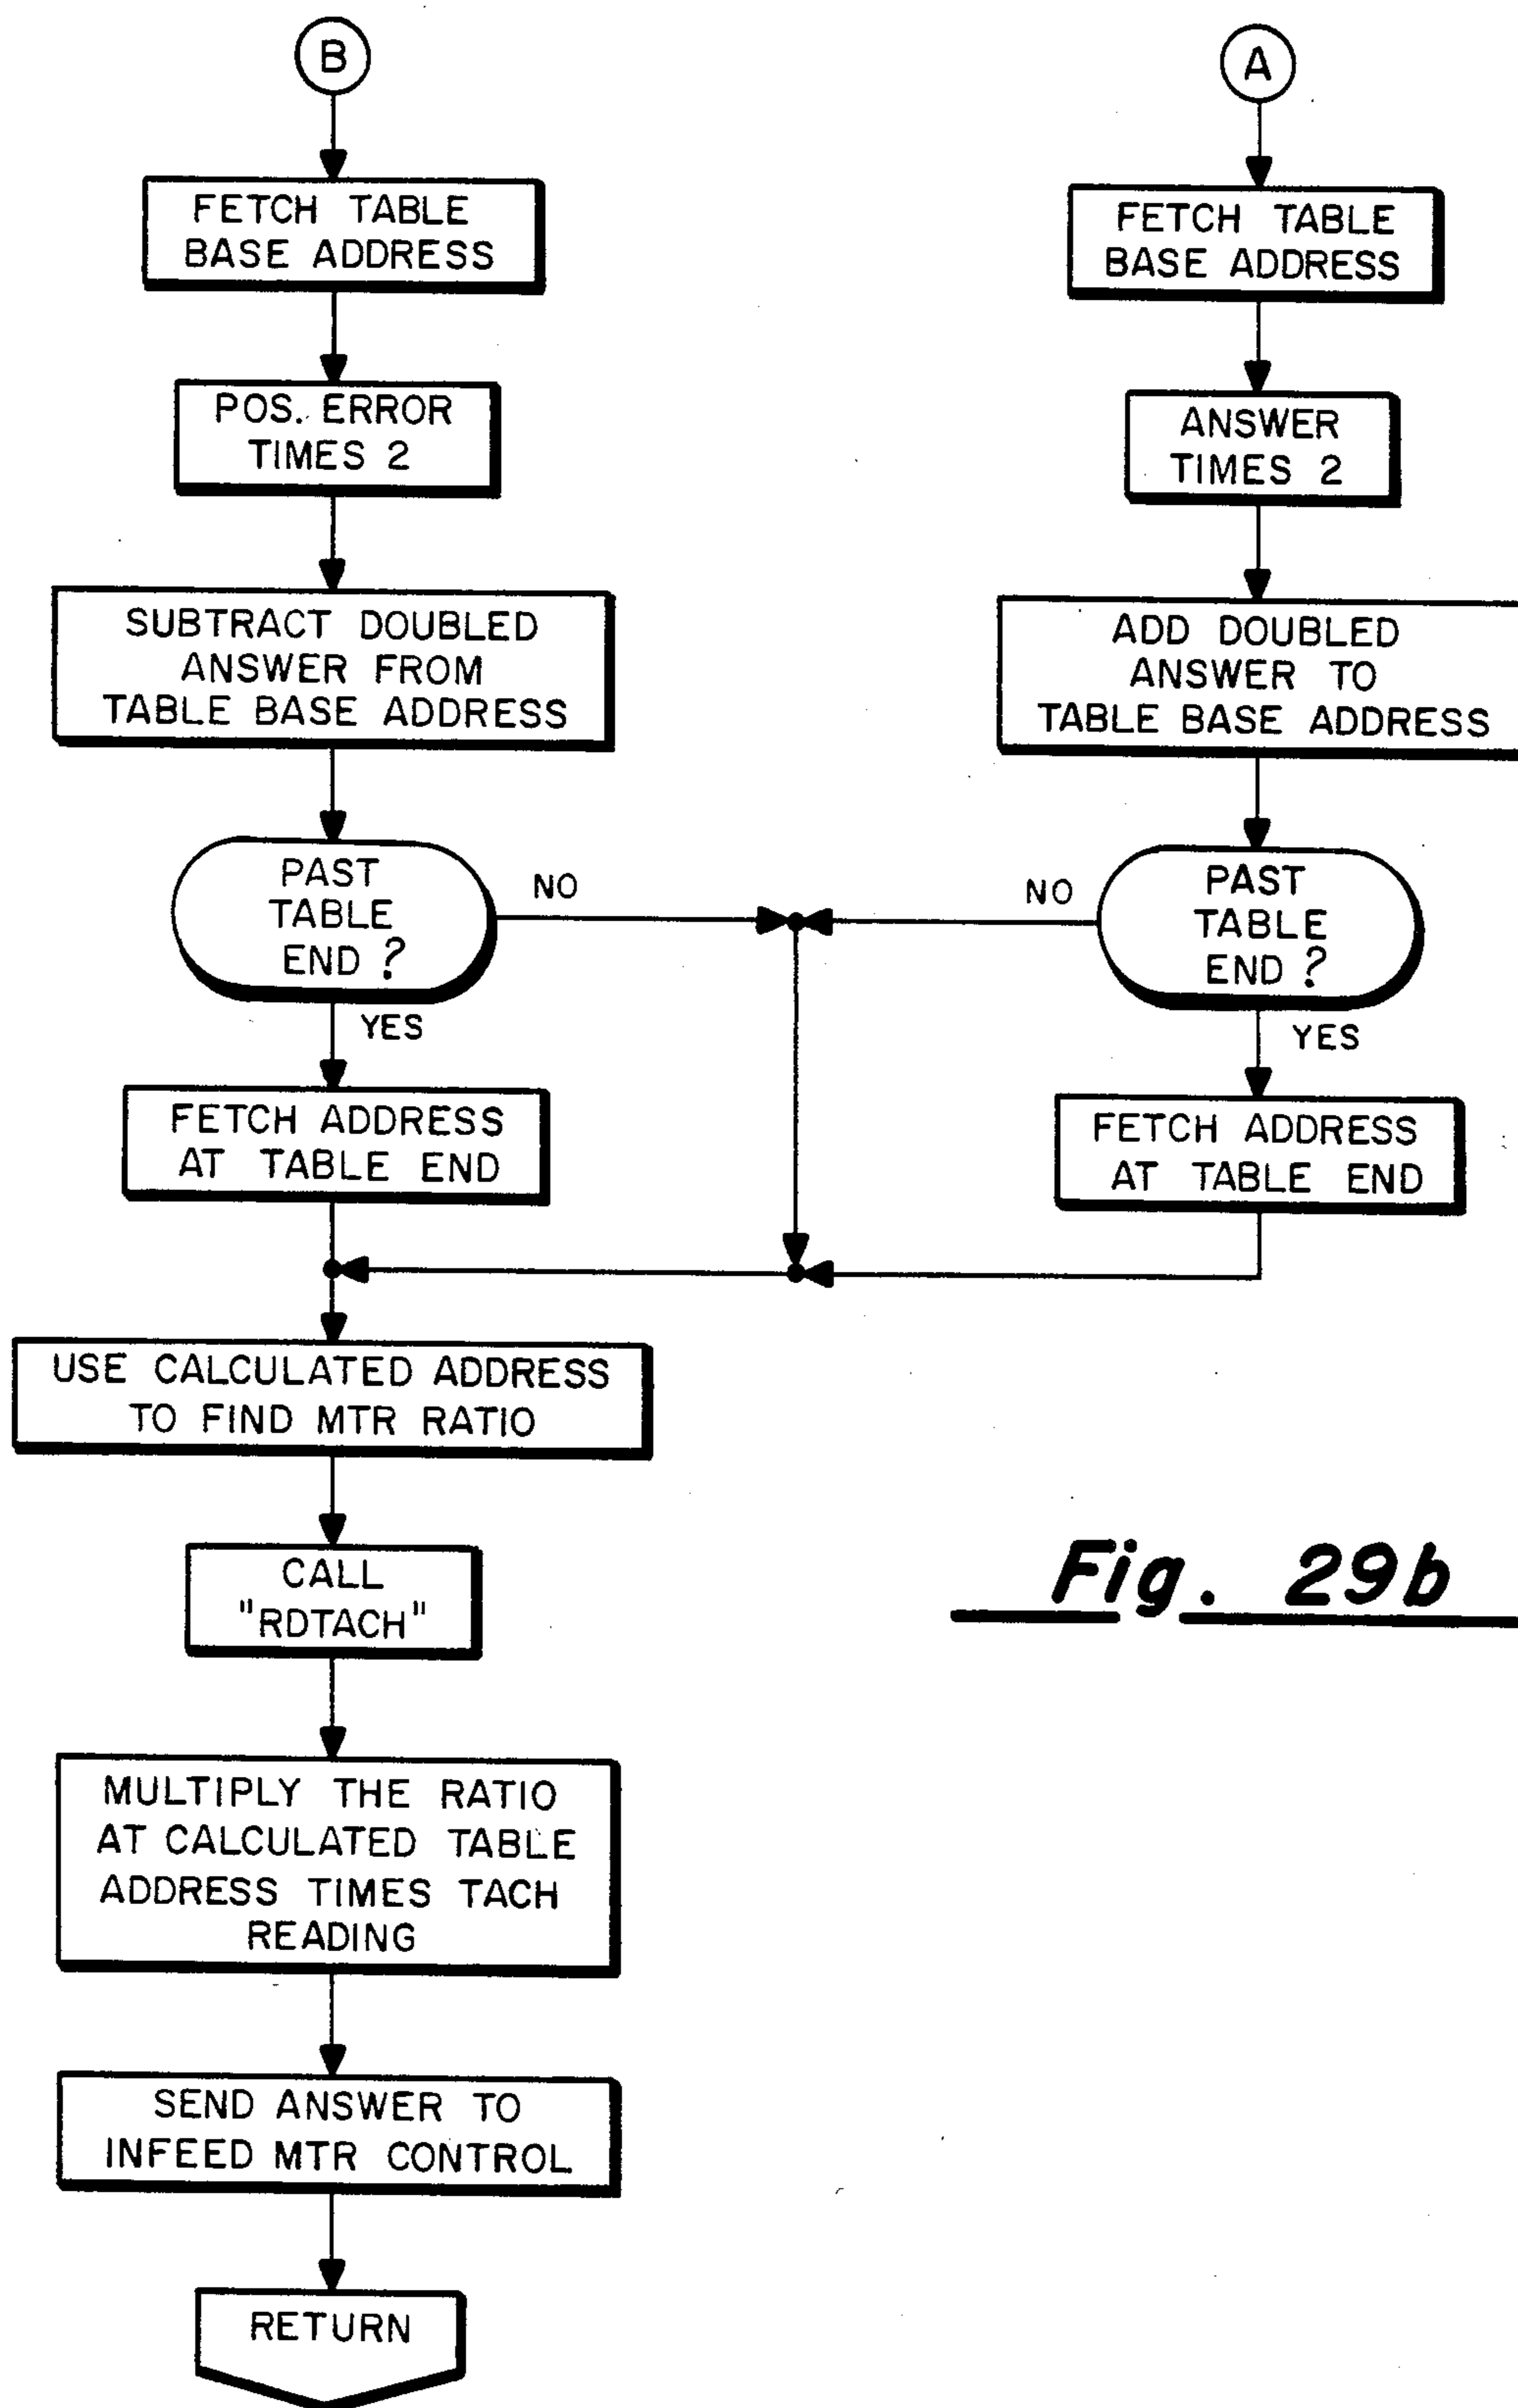 B
FETCH TABLE
BASE ADDRESS
POS. ERROR
TIMES 2
SUBTRACT DOUBLED
ANSWER FROM
TABLE BASE ADDRESS
PAST
TABLE
END ?
NO
YES
FETCH ADDRESS
AT TABLE END
A
FETCH TABLE
BASE ADDRESS
ANSWER
TIMES 2
ADD DOUBLED
ANSWER TO
TABLE BASE ADDRESS
PAST
TABLE
END ?
NO
YES
FETCH ADDRESS
AT TABLE END
USE CALCULATED ADDRESS
TO FIND MTR RATIO
CALL
"RDTACH"
MULTIPLY THE RATIO
AT CALCULATED TABLE
ADDRESS TIMES TACH
READING
SEND ANSWER TO
INFEED MTR CONTROL
RETURN
Fig. 29b